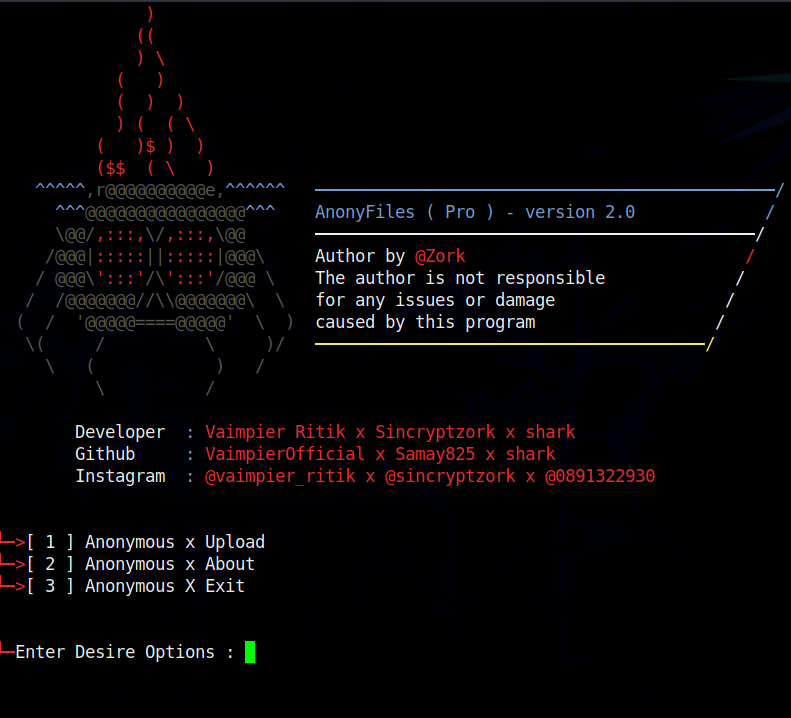 AnonyFiles ( Pro ) - version 2.0
Author by @Zork
The author is not responsible
for any issues or damage
caused by this program
Developer  : Vaimpier Ritik x Sincryptzork x shark
Github     : VaimpierOfficial x Samay825 x shark
Instagram  : @vaimpier_ritik x @sincryptzork x @0891322930
[ 1 ] Anonymous x Upload
[ 2 ] Anonymous x About
[ 3 ] Anonymous X Exit
Enter Desire Options :